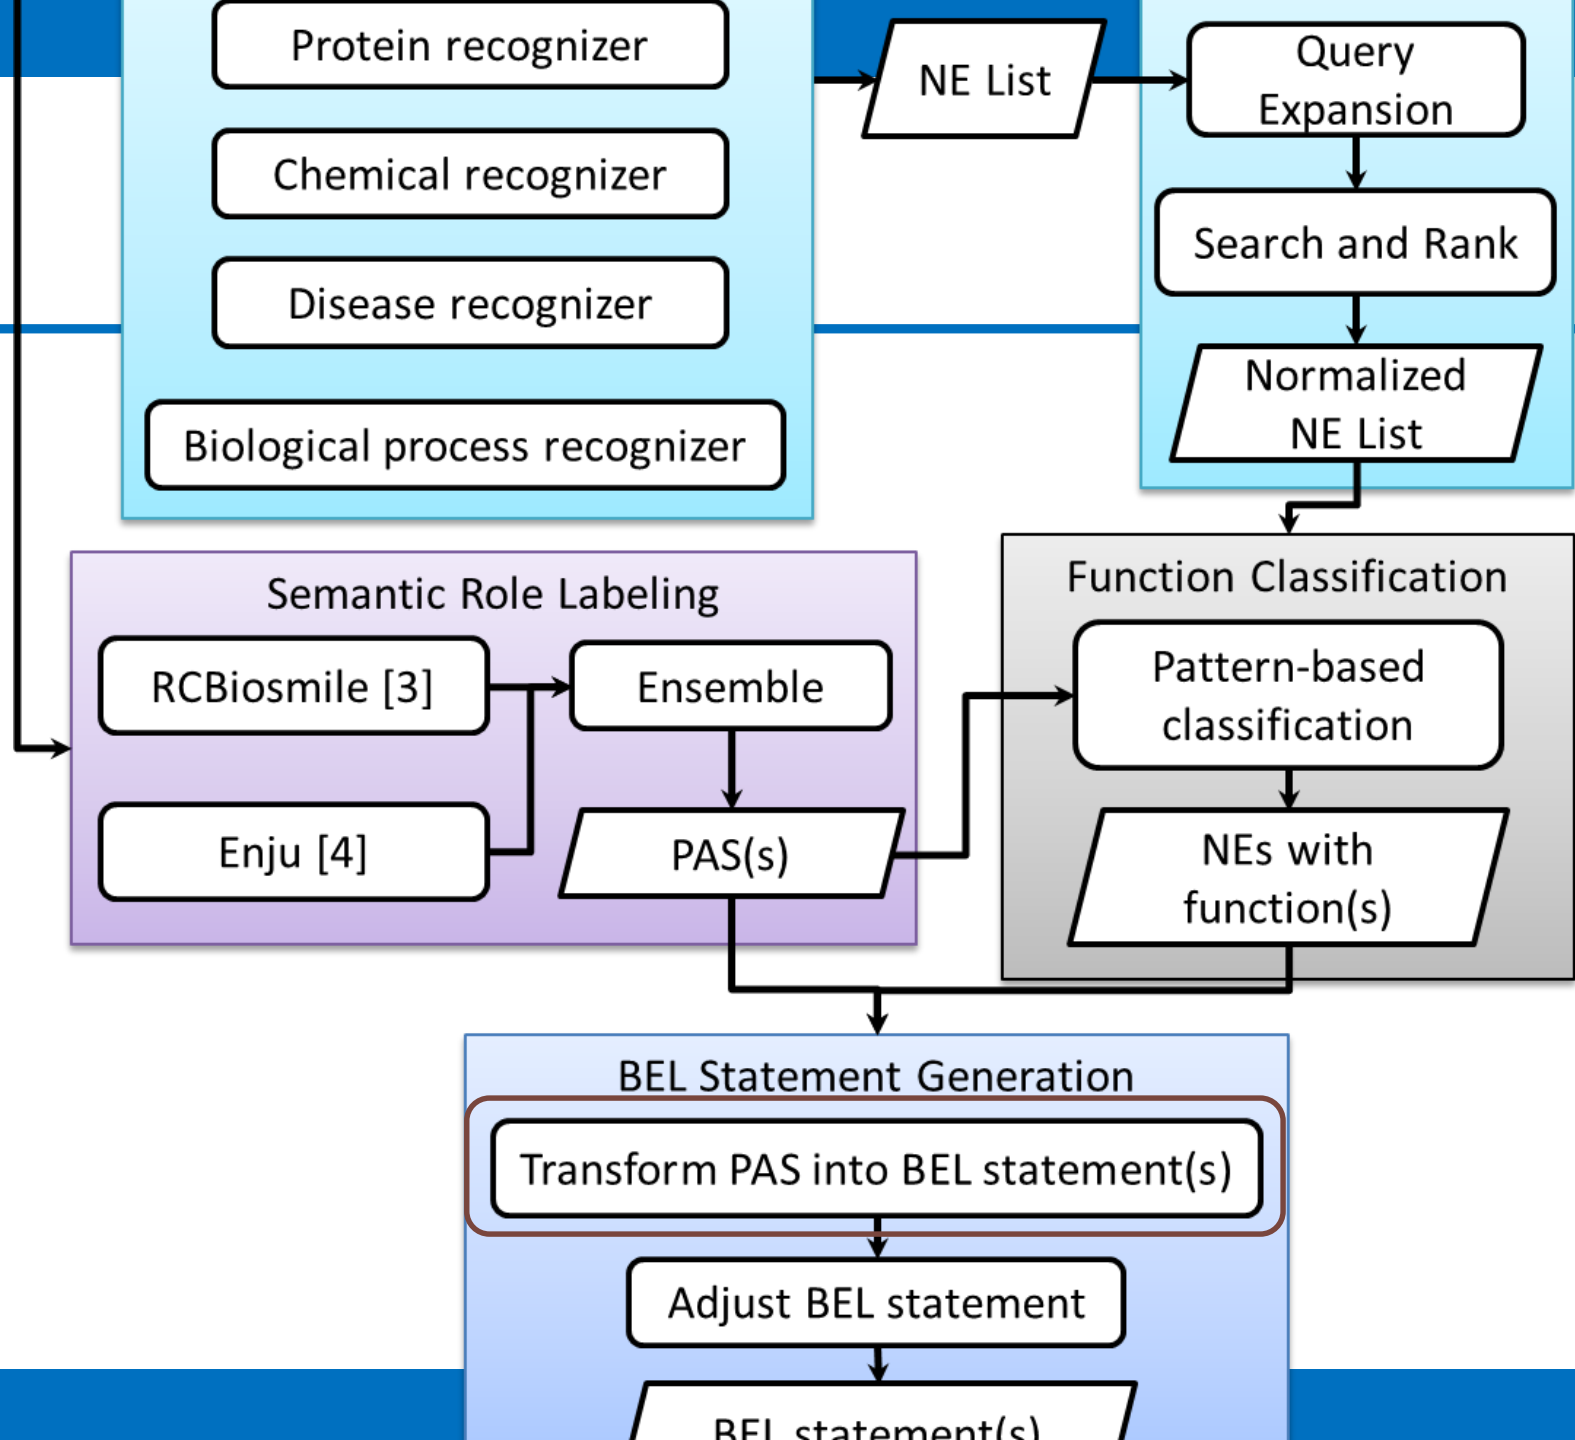 Protein recognizer
Chemical recognizer
Disease recognizer
Biological process recognizer
NE List
Query
Expansion
Search and Rank
Normalized
NE List
Semantic Role Labeling
RCBiosmile [3]
Ensemble
Enju [4]
PAS(s)
Function Classification
Pattern-based
classification
NEs with
function(s)
BEL Statement Generation
Transform PAS into BEL statement(s)
Adjust BEL statement
BEL statement(s)